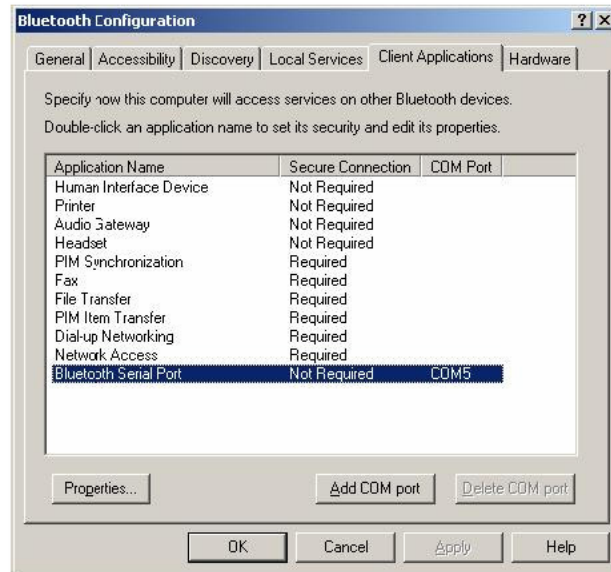 Bluetooth Configuration
General Accessibility Discovery Local Services Client Applications Hardware
Specify how this computer will access services on other Bluetooth devices.
Double-click an application name to set its security and edit its properties.
Application Name Secure Connection COM Port
Human Interface Device Not Required
Printer Not Required
Audio Gateway Not Required
Headset Not Required
PIM Synchronization Required
Fax Required
File Transfer Required
PIM Item Transfer Required
Dial-up Networking Required
Network Access Required
Bluetooth Serial Port Not Required COM5
Properties... Add COM port Delete COM port
OK Cancel Apply Help